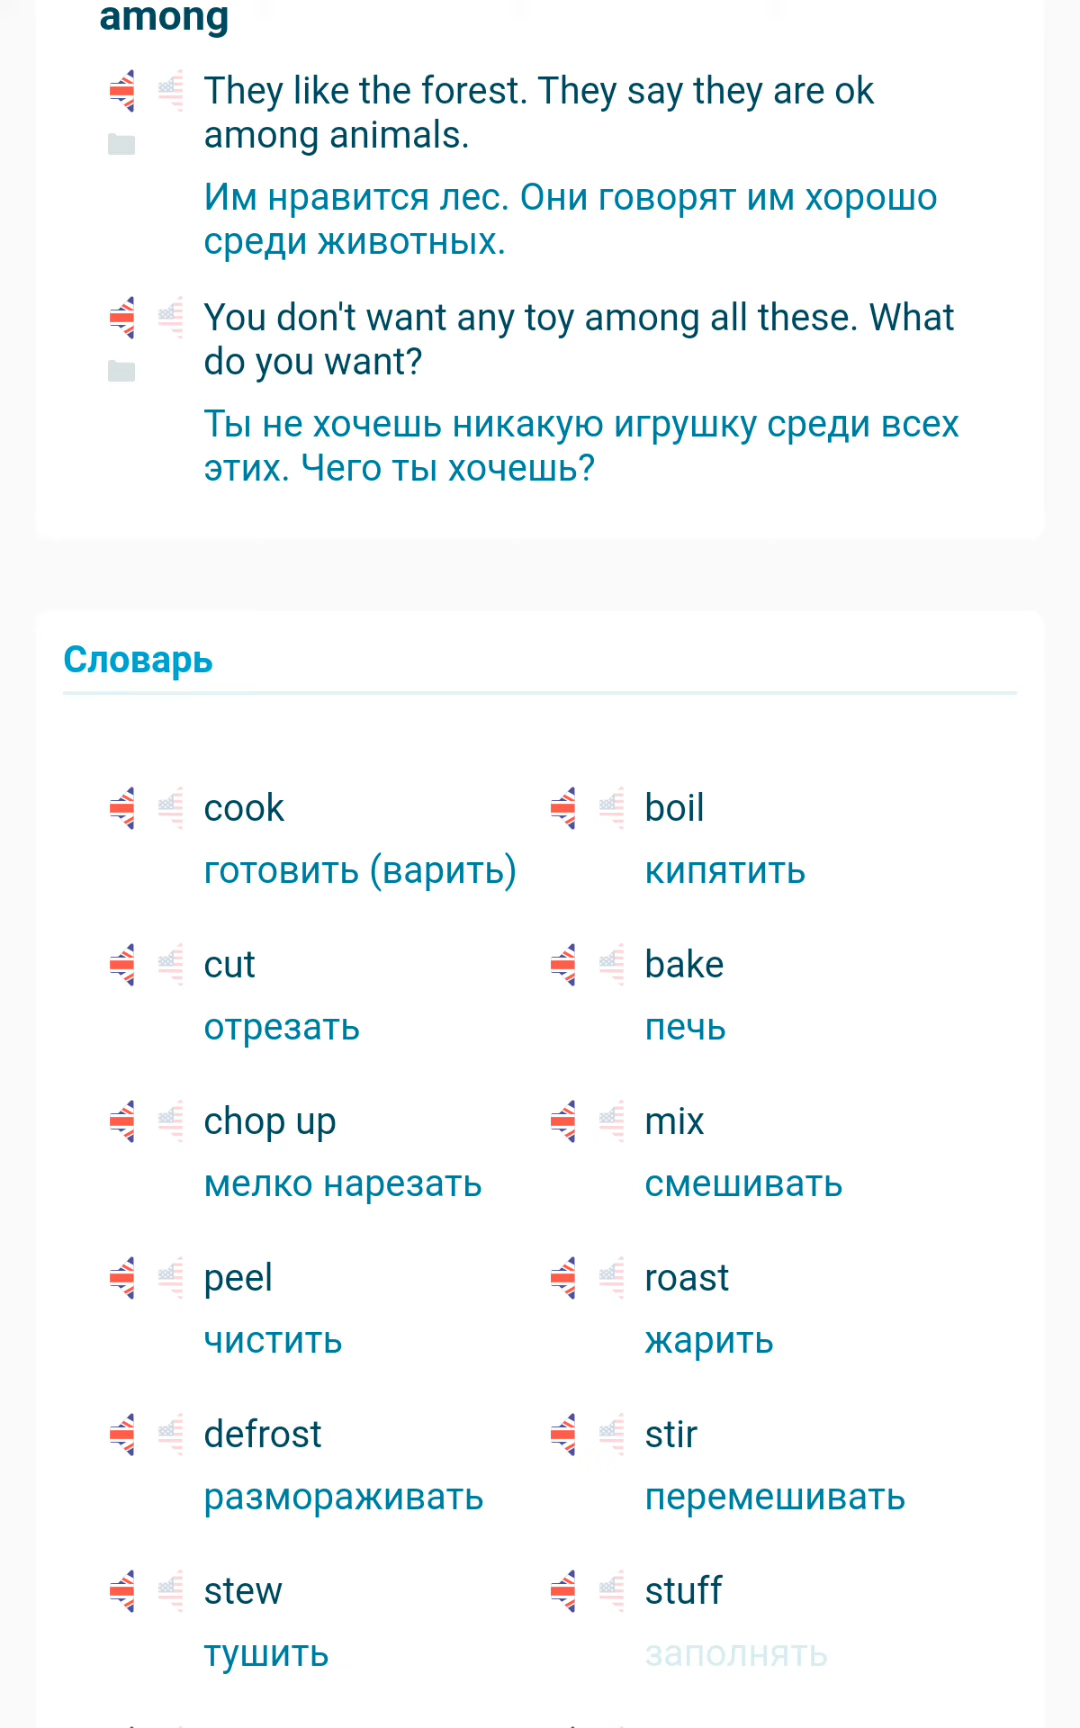 among
They like the forest. They say they are ok
among animals.
Им нравится лес. Они говорят им хорошо
среди животных.
You don't want any toy among all these. What
do you want?
Ты не хочешь никакую игрушку среди всех
этих. Чего ты хочешь?
Словарь
cook
готовить (варить)
boil
кипятить
cut
отрезать
bake
печь
chop up
мелко нарезать
mix
смешивать
peel
чистить
roast
жарить
defrost
размораживать
stir
перемешивать
stew
тушить
stuff
заполнять